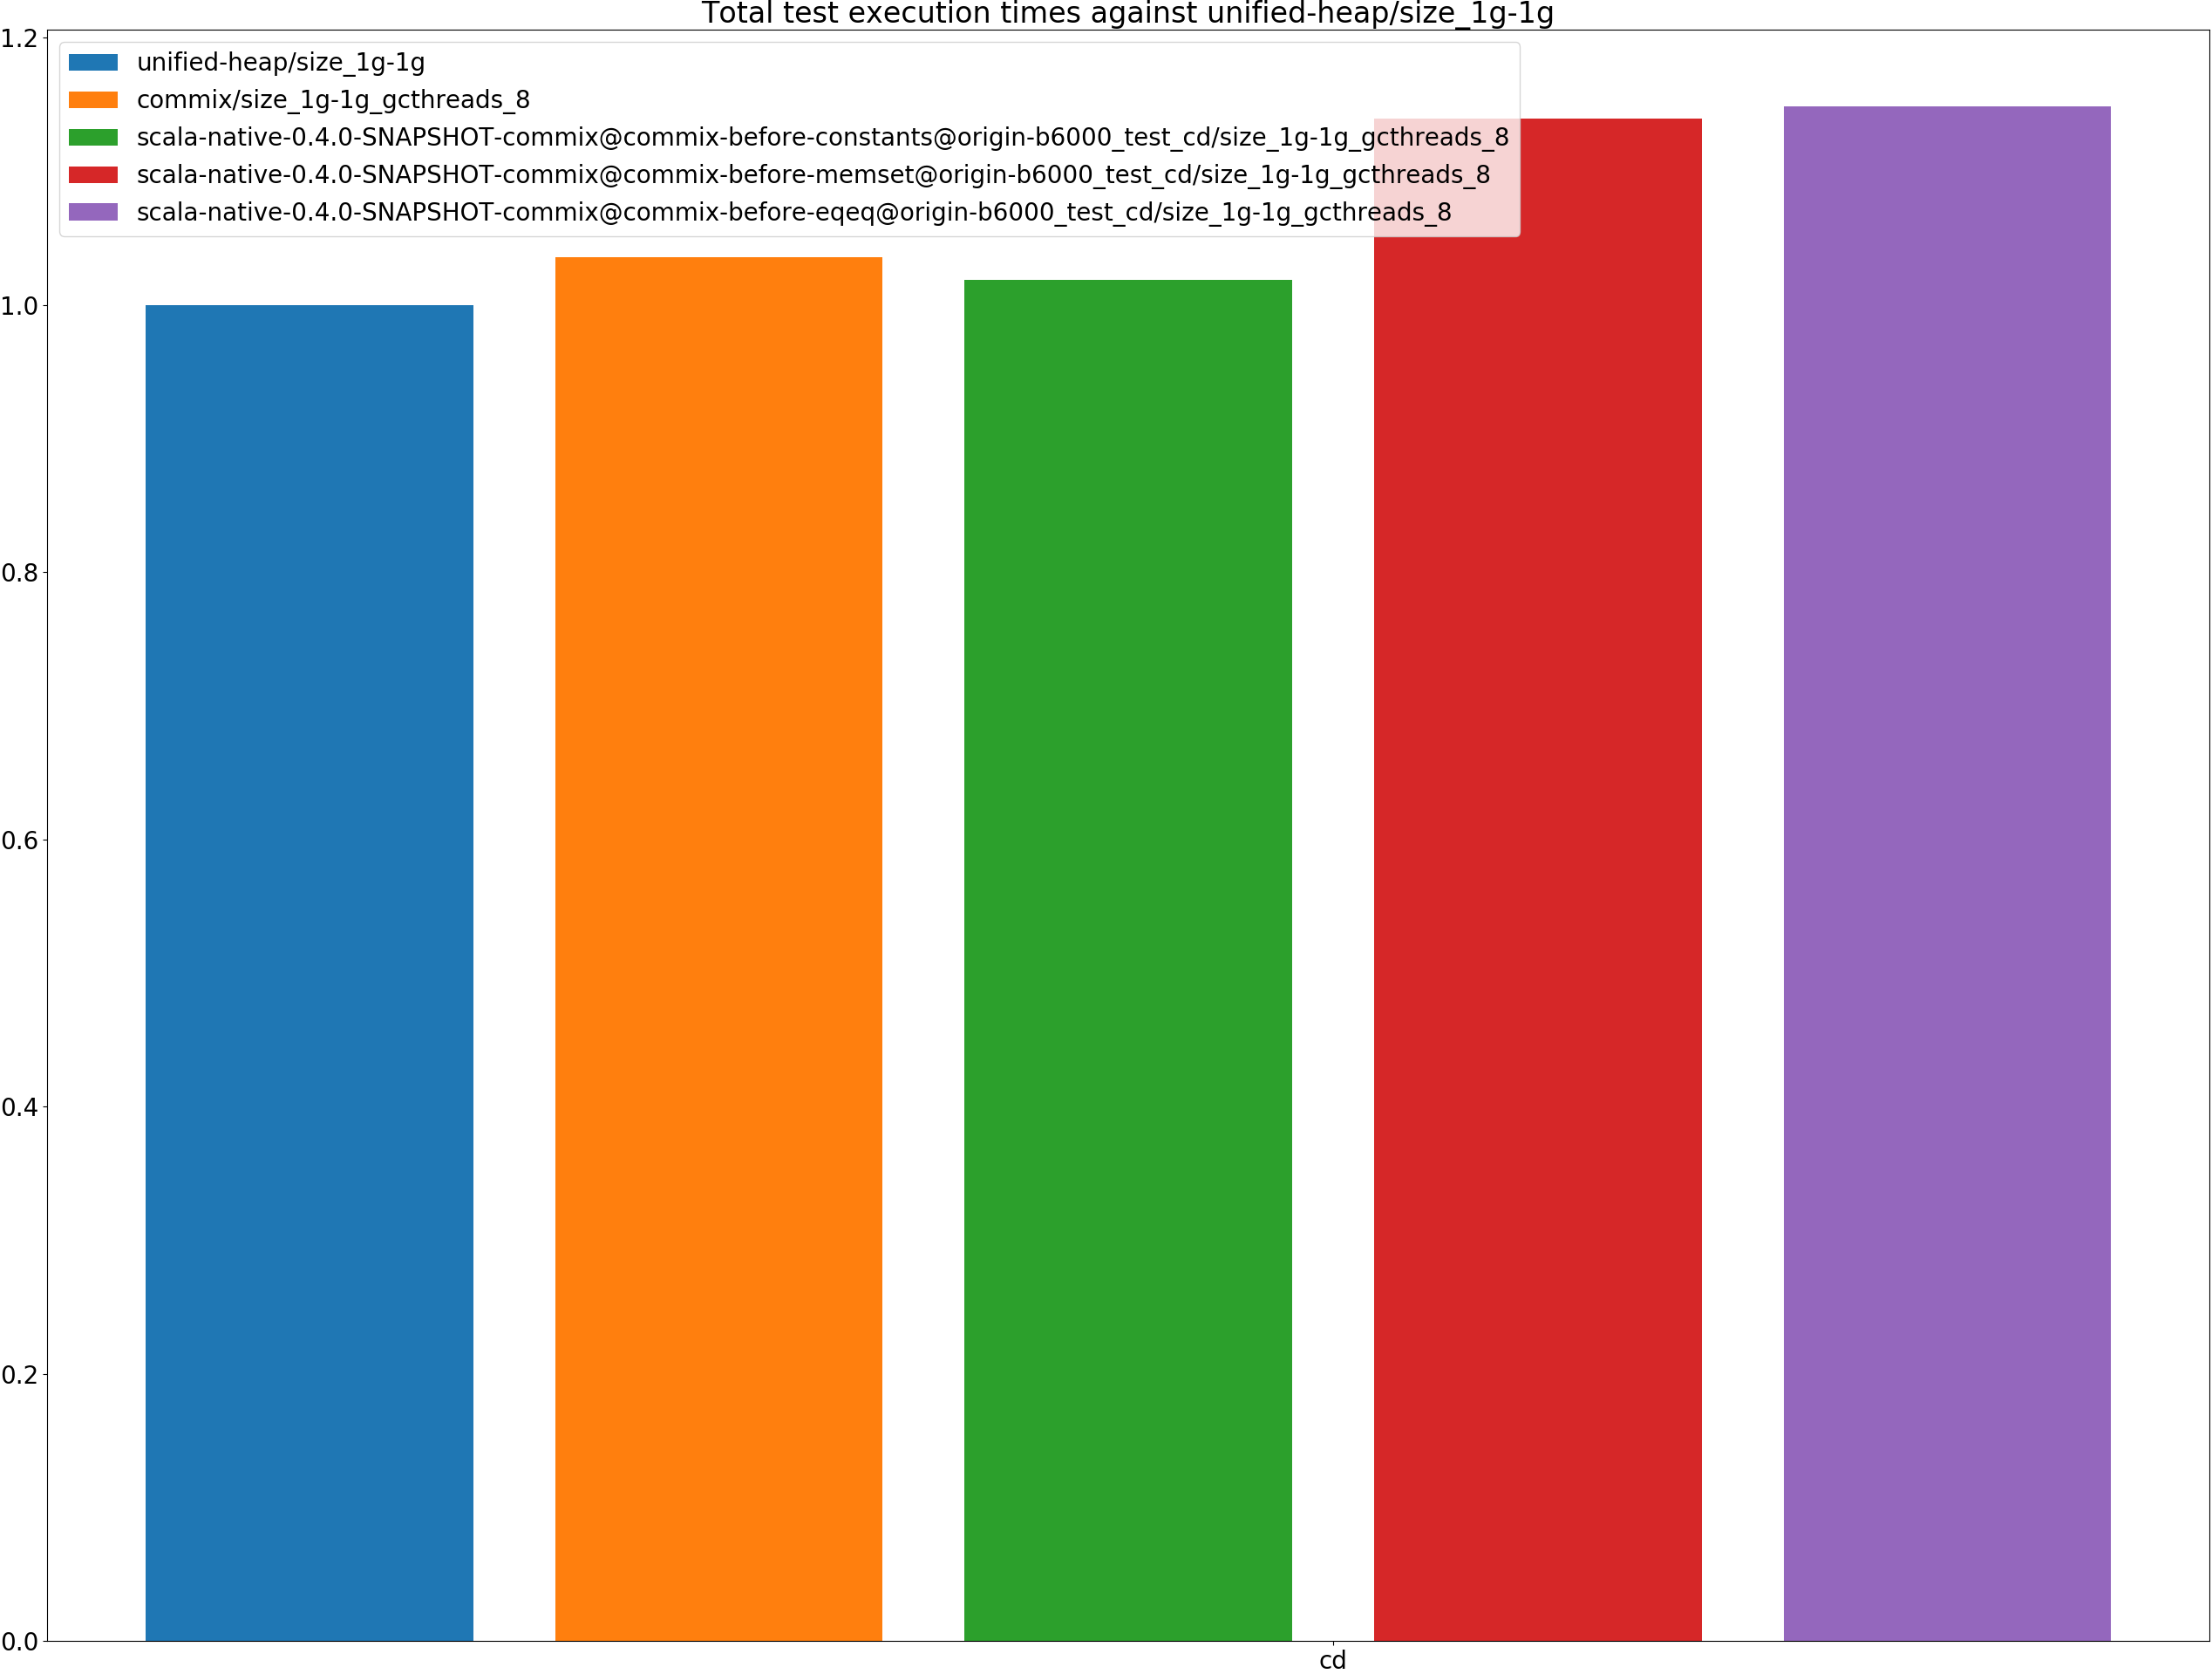 Total test execution times against unified-heap/size_1g-1g
1.2
unified-heap/size_1g-1g
commix/size_1g-1g_gcthreads_8
scala-native-0.4.0-SNAPSHOT-commix@commix-before-constants@origin-b6000_test_cd/size_1g-1g_gcthreads_8
scala-native-0.4.0-SNAPSHOT-commix@commix-before-memset@origin-b6000_test_cd/size_1g-1g_gcthreads_8
scala-native-0.4.0-SNAPSHOT-commix@commix-before-eqeq@origin-b6000_test_cd/size_1g-1g_gcthreads_8
1.0
0.8
0.6
0.4
0.2
0.0
cd